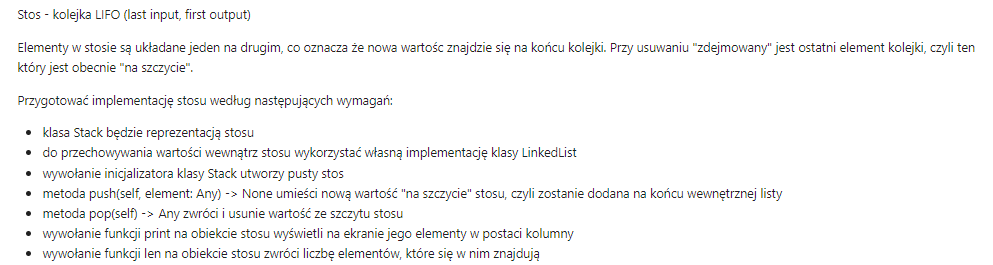 Stos - kolejka LIFO (last input, first output)
Elementy w stosie są układane jeden na drugim, co oznacza że nowa wartośc znajdzie się na końcu kolejki. Przy usuwaniu "zdejmowany" jest ostatni element kolejki, czyli ten
który jest obecnie "na szczycie".
Przygotować implementację stosu według następujących wymagań:
• klasa Stack będzie reprezentacją stosu
• do przechowywania wartości wewnątrz stosu wykorzystać własną implementację klasy LinkedList
• wywołanie inicjalizatora klasy Stack utworzy pusty stos
• metoda push(self, element: Any) -> None umieści nową wartość "na szczycie" stosu, czyli zostanie dodana na końcu wewnętrznej listy
• metoda pop(self) -> Any zwróci i usunie wartość ze szczytu stosu
• wywołanie funkcji print na obiekcie stosu wyświetli na ekranie jego elementy w postaci kolumny
• wywołanie funkcji len na obiekcie stosu zwróci liczbę elementów, które się w nim znajdują